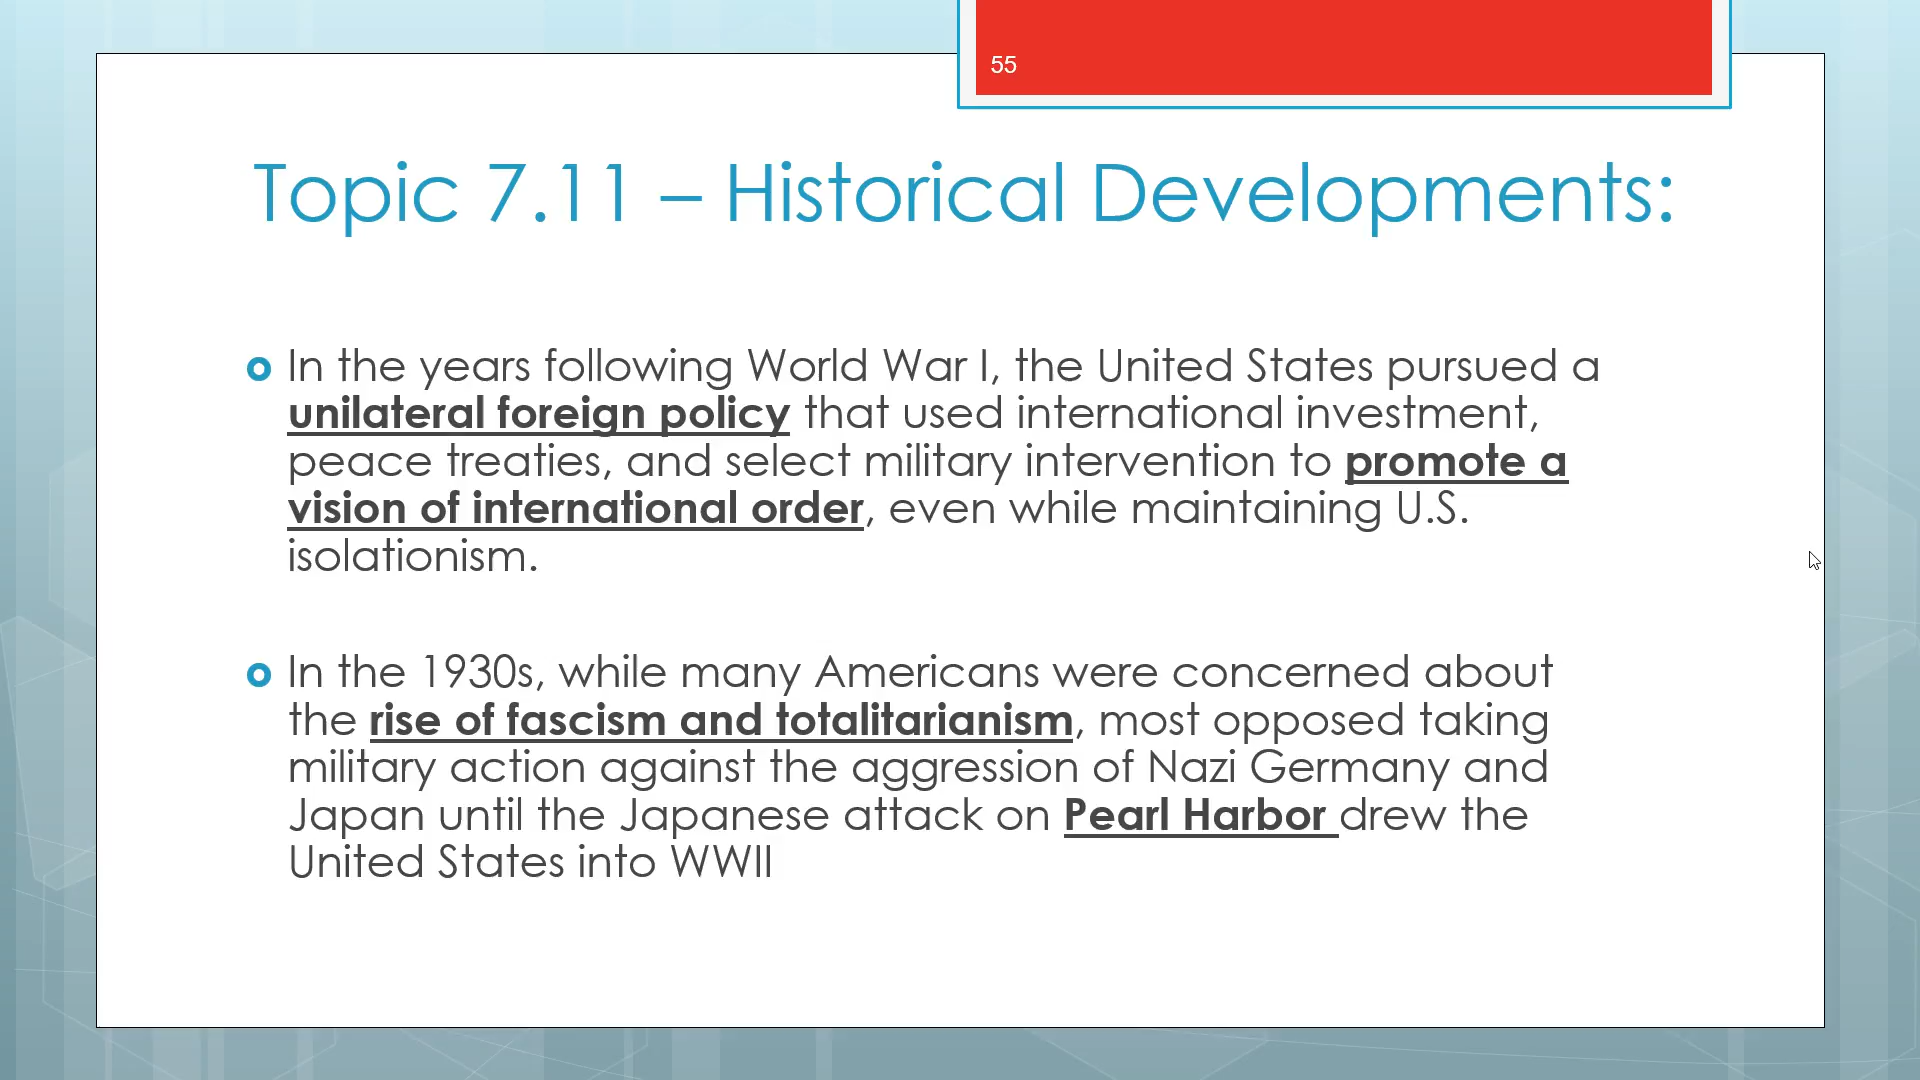 55
Topic 7.11 – Historical Developments:
In the years following World War I, the United States pursued a
unilateral foreign policy that used international investment,
peace treaties, and select military intervention to promote a
vision of international order, even while maintaining U.S.
isolationism.
In the 1930s, while many Americans were concerned about
the rise of fascism and totalitarianism, most opposed taking
military action against the aggression of Nazi Germany and
Japan until the Japanese attack on Pearl Harbor drew the
United States into WWII